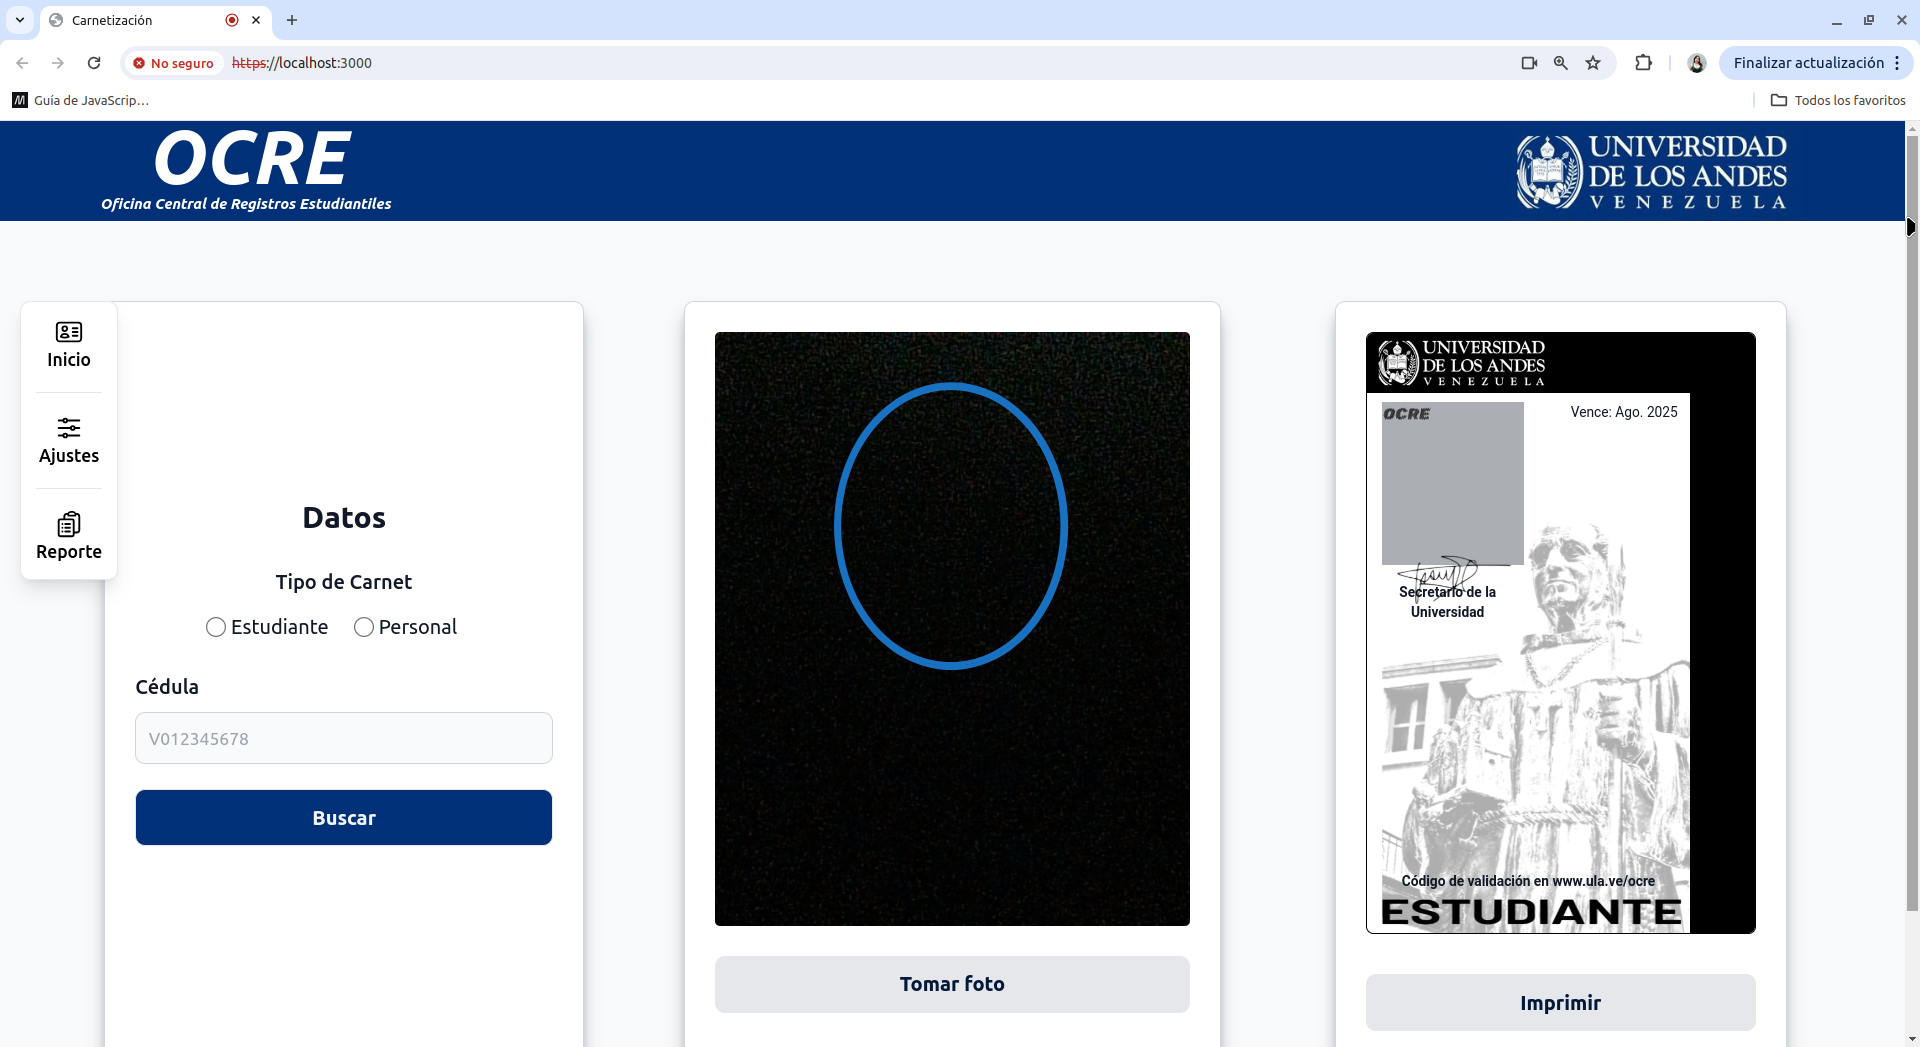 Carnetización
No seguro
https://localhost:3000
Finalizar actualización
Guía de JavaScrip…
Todos los favoritos
OCRE
Oficina Central de Registros Estudiantiles
UNIVERSIDAD
DE LOS ANDES
VENEZUELA
Inicio
Ajustes
Reporte
Datos
Tipo de Carnet
Estudiante
Personal
Cédula
V012345678
Buscar
Tomar foto
UNIVERSIDAD
DE LOS ANDES
VENEZUELA
OCRE
Vence: Ago. 2025
Secretario de la
Universidad
Código de validación en www.ula.ve/ocre
ESTUDIANTE
Imprimir